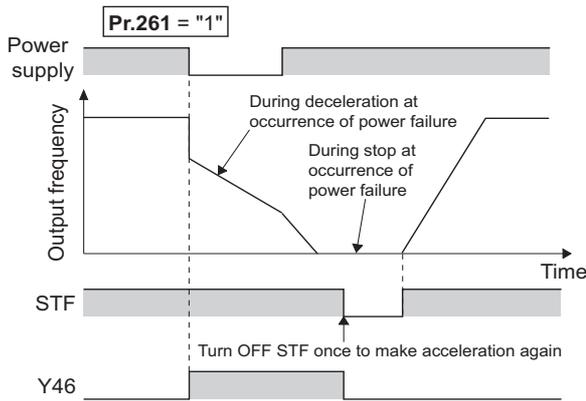 Pr.261 = "1"
Power
supply
Output frequency
During deceleration at
occurrence of power failure
During stop at
occurrence of
power failure
Time
STF
Turn OFF STF once to make acceleration again
Y46